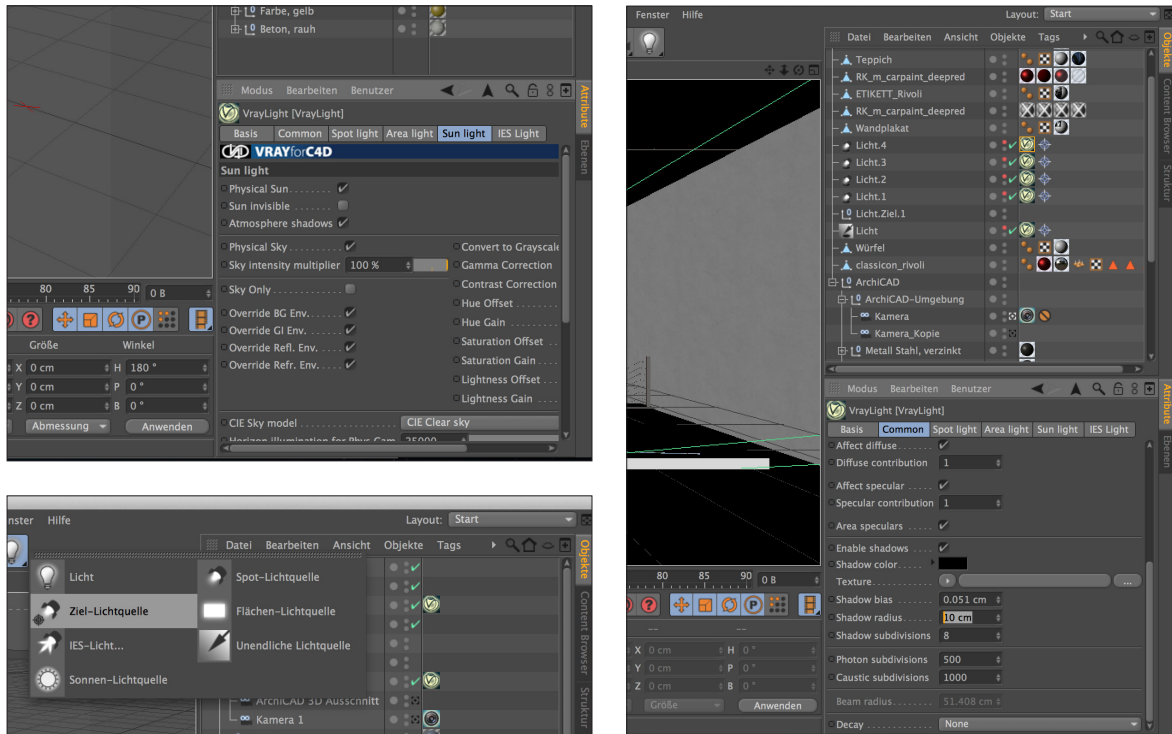 Farbe, gelb
Beton, rauh
Modus Bearbeiten Benutzer
VrayLight [VrayLight]
Basis Common Spot light Area light Sun light IES Light
VRAYforC4D
Sun light
Physical Sun........ ✓
Sun invisible ......
Atmosphere shadows ✓
Physical Sky......... ✓ Convert to Grayscale
Sky intensity multiplier 100 % Gamma Correction
Contrast Correction
Sky Only.............
Hue Offset ....
Override BG Env...... ✓
Hue Gain ......
Override GI Env...... ✓
Saturation Offset ..
Override Refl. Env. ... ✓
Saturation Gain ....
Override Refr. Env. ... ✓
Lightness Offset ...
Lightness Gain ...
CIE Sky model ........ CIE Clear sky
Horizon illumination for Phys Cam 25000
Attribute
Ebenen
80 85 90 0 B
Größe Winkel
X 0 cm H 180 °
Y 0 cm P 0 °
Z 0 cm B 0 °
Abmessung Anwenden
nster Hilfe Layout: Start
Datei Bearbeiten Ansicht Objekte Tags
Licht Spot-Lichtquelle
Ziel-Lichtquelle Flächen-Lichtquelle
IES-Licht... Unendliche Lichtquelle
Sonnen-Lichtquelle
ArchiCAD 3D Ausschnitt
Kamera 1
Objekte
Content Browser
Struktur
Fenster Hilfe Layout: Start
Datei Bearbeiten Ansicht Objekte Tags
Teppich
RK_m_carpaint_deepred
ETIKETT_Rivoli
RK_m_carpaint_deepred
Wandplakat
Licht.4
Licht.3
Licht.2
Licht.1
Licht.Ziel.1
Licht
Würfel
classicon_rivoli
ArchiCAD
ArchiCAD-Umgebung
Kamera
Kamera_Kopie
Metall Stahl, verzinkt
Objekte
Content Browser
Struktur
Modus Bearbeiten Benutzer
VrayLight [VrayLight]
Basis Common Spot light Area light Sun light IES Light
Affect diffuse...... ✓
Diffuse contribution 1
Affect specular ..... ✓
Specular contribution 1
Area speculars ..... ✓
Enable shadows .... ✓
Shadow color....
Texture............ ...
Shadow bias ....... 0.051 cm
Shadow radius...... 10 cm
Shadow subdivisions 8
Photon subdivisions 500
Caustic subdivisions 1000
Beam radius........ 51.408 cm
Decay ............. None
Attribute
Ebenen
80 85 90 0 B
-- --
X 0 cm H 0 °
Y 0 cm P 0 °
Z 0 cm B 0 °
Größe Anwenden